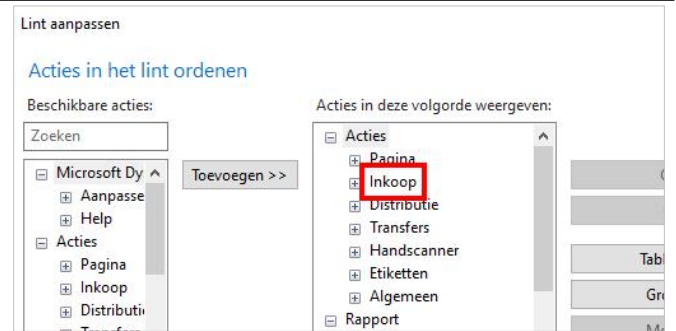 Lint aanpassen
Acties in het lint ordenen
Beschikbare acties:
Zoeken
Microsoft Dy
Aanpasse
Help
Acties
Pagina
Inkoop
Distributi
Toevoegen >>
Acties in deze volgorde weergeven:
Acties
Pagina
Inkoop
Distributie
Transfers
Handscanner
Etiketten
Algemeen
Rapport
Tab
Gr